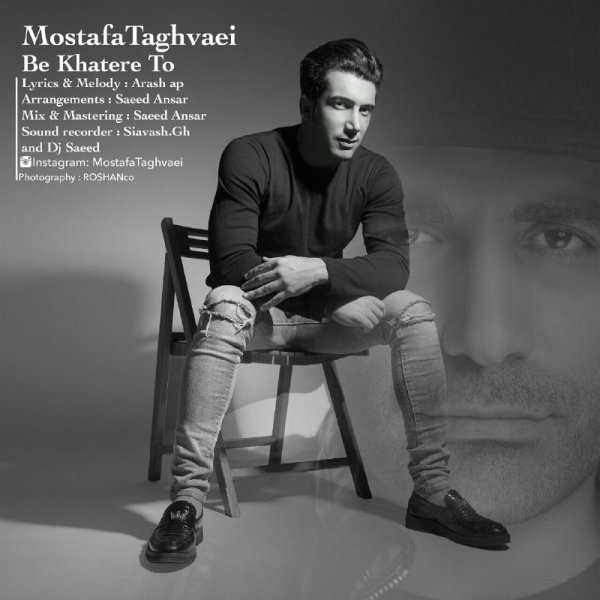 MostafaTaghvaei
Be Khatere To
Lyrics & Melody : Arash ap
Arrangements : Saeed Ansar
Mix & Mastering : Saeed Ansar
Sound recorder : Siavash.Gh
and Dj Saeed
Instagram: MostafaTaghvaei
Photography : ROSHANco